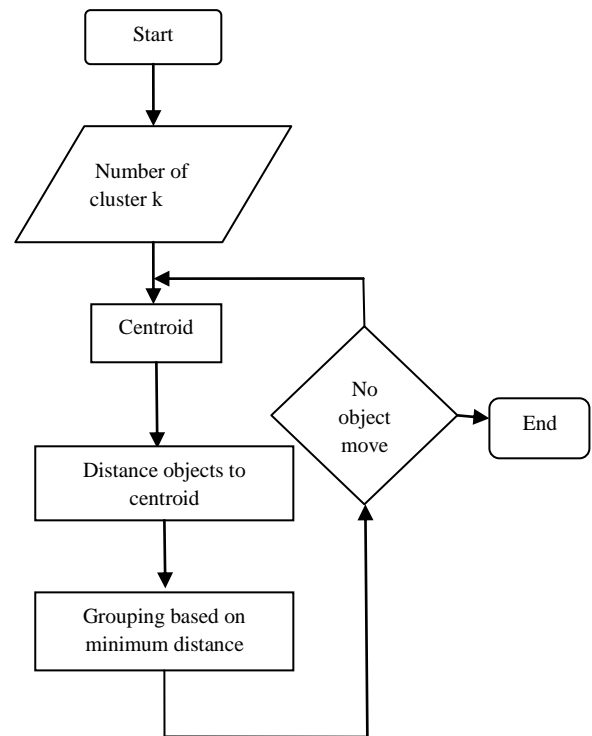 Start
Number of
cluster k
Centroid
Distance objects to
centroid
Grouping based on
minimum distance
No
object
move
End